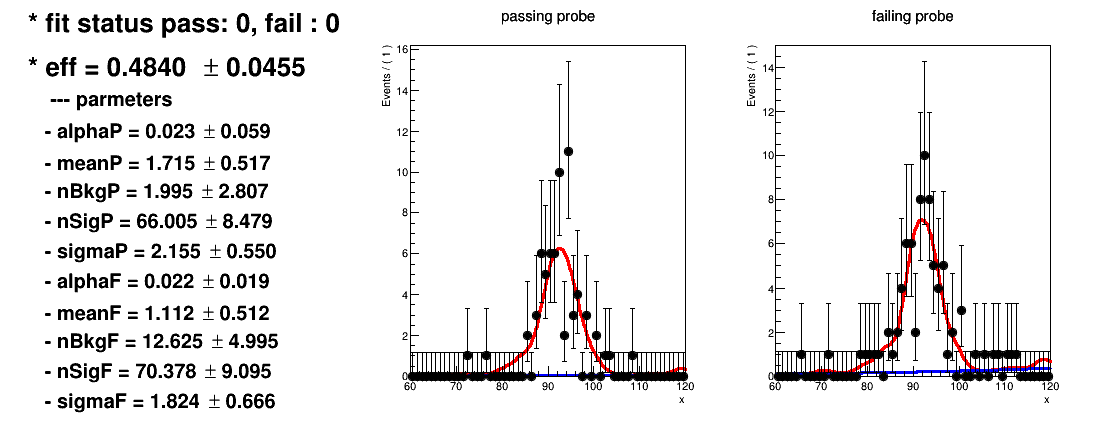 * fit status pass: 0, fail : 0
* eff = 0.4840 ± 0.0455
--- parmeters
- alphaP = 0.023 ± 0.059
- meanP = 1.715 ± 0.517
- nBkgP = 1.995 ± 2.807
- nSigP = 66.005 ± 8.479
- sigmaP = 2.155 ± 0.550
- alphaF = 0.022 ± 0.019
- meanF = 1.112 ± 0.512
- nBkgF = 12.625 ± 4.995
- nSigF = 70.378 ± 9.095
- sigmaF = 1.824 ± 0.666
passing probe
Events / ( 1 )
16
14
12
10
8
6
4
2
0
60 70 80 90 100 110 120
x
failing probe
Events / ( 1 )
14
12
10
8
6
4
2
0
60 70 80 90 100 110 120
x